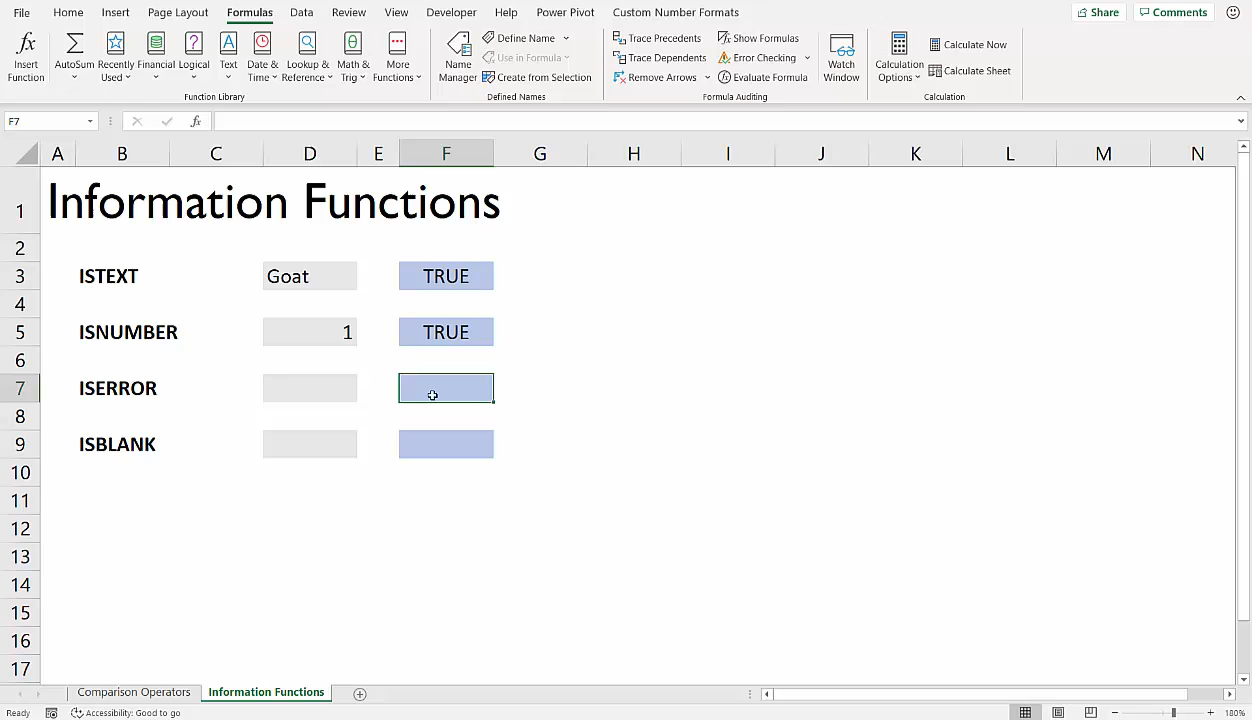 File Home Insert Page Layout Formulas Data Review View Developer Help Power Pivot Custom Number Formats Share Comments
fx Insert Function
Σ AutoSum
Recently Used
Financial
Logical
Text
Date & Time
Lookup & Reference
Math & Trig
More Functions
Function Library
Name Manager
Define Name
Use in Formula
Create from Selection
Defined Names
Trace Precedents
Trace Dependents
Remove Arrows
Show Formulas
Error Checking
Evaluate Formula
Formula Auditing
Watch Window
Calculation Options
Calculate Now
Calculate Sheet
Calculation
F7 fx
A B C D E F G H I J K L M N
1 Information Functions
2
3 ISTEXT Goat TRUE
4
5 ISNUMBER 1 TRUE
6
7 ISERROR
8
9 ISBLANK
10
11
12
13
14
15
16
17
Comparison Operators Information Functions
Ready Accessibility: Good to go 180%